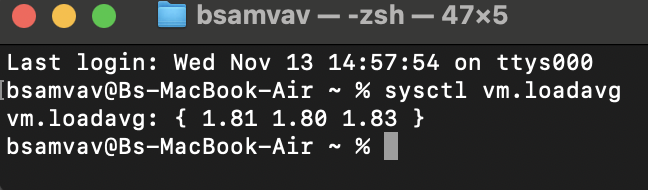 bsamvav — -zsh — 47×5
Last login: Wed Nov 13 14:57:54 on ttys000
bsamvav@Bs-MacBook-Air ~ % sysctl vm.loadavg
vm.loadavg: { 1.81 1.80 1.83 }
bsamvav@Bs-MacBook-Air ~ %